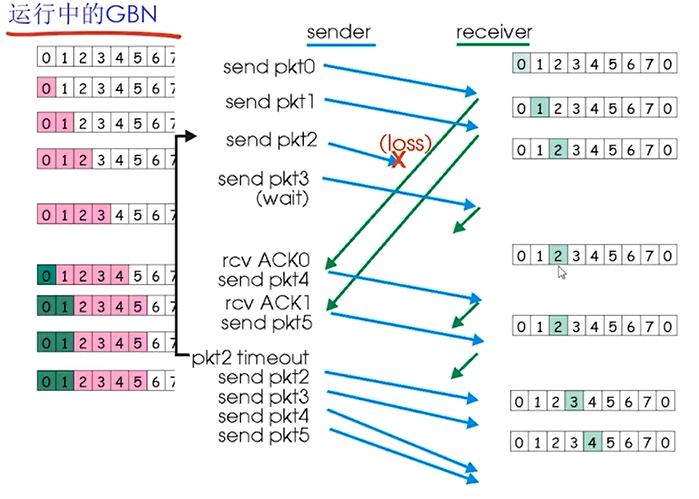 运行中的GBN
sender
receiver
0 1 2 3 4 5 6 7
0 1 2 3 4 5 6 7
0 1 2 3 4 5 6 7
0 1 2 3 4 5 6 7
0 1 2 3 4 5 6 7
0 1 2 3 4 5 6 7
0 1 2 3 4 5 6 7
0 1 2 3 4 5 6 7
0 1 2 3 4 5 6 7
send pkt0
send pkt1
send pkt2
(loss)
X
send pkt3
(wait)
rcv ACK0
send pkt4
rcv ACK1
send pkt5
pkt2 timeout
send pkt2
send pkt3
send pkt4
send pkt5
0 1 2 3 4 5 6 7 0
0 1 2 3 4 5 6 7 0
0 1 2 3 4 5 6 7 0
0 1 2 3 4 5 6 7 0
0 1 2 3 4 5 6 7 0
0 1 2 3 4 5 6 7 0
0 1 2 3 4 5 6 7 0